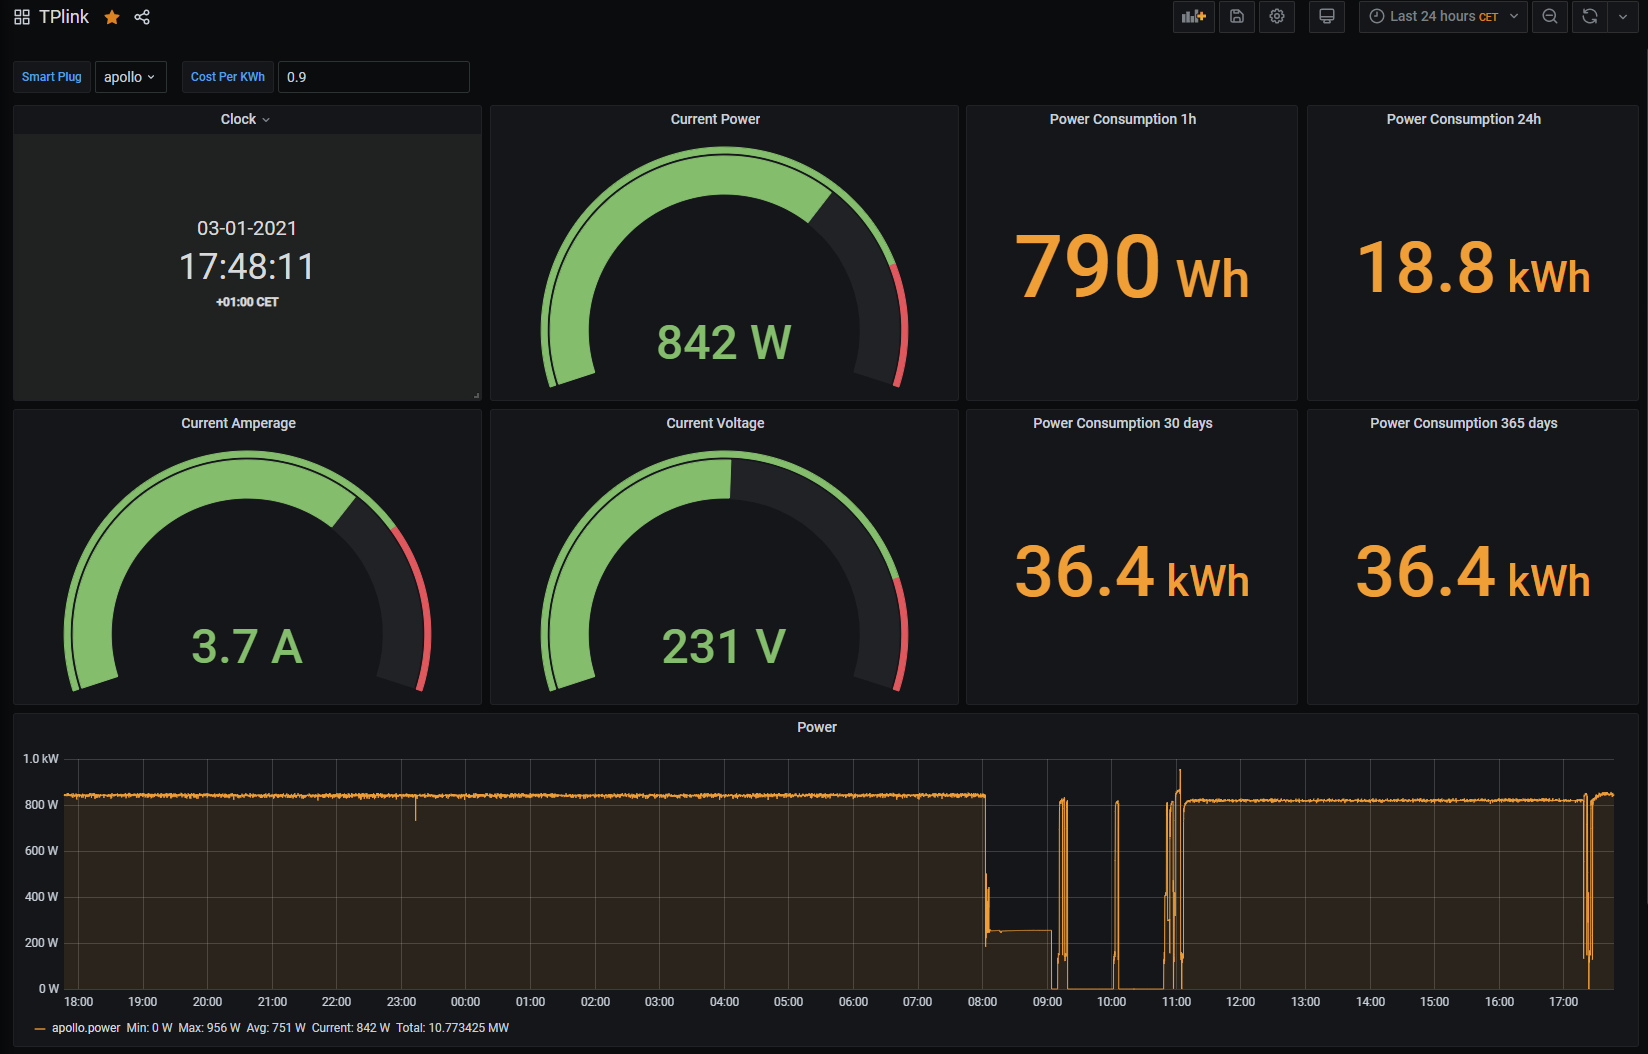 TPlink
Last 24 hours CET
Smart Plug
apollo
Cost Per KWh
0.9
Clock
03-01-2021
17:48:11
+01:00 CET
Current Power
842 W
Power Consumption 1h
790 Wh
Power Consumption 24h
18.8 kWh
Current Amperage
3.7 A
Current Voltage
231 V
Power Consumption 30 days
36.4 kWh
Power Consumption 365 days
36.4 kWh
Power
1.0 kW
800 W
600 W
400 W
200 W
0 W
18:00 19:00 20:00 21:00 22:00 23:00 00:00 01:00 02:00 03:00 04:00 05:00 06:00 07:00 08:00 09:00 10:00 11:00 12:00 13:00 14:00 15:00 16:00 17:00
apollo.power Min: 0 W Max: 956 W Avg: 751 W Current: 842 W Total: 10.773425 MW